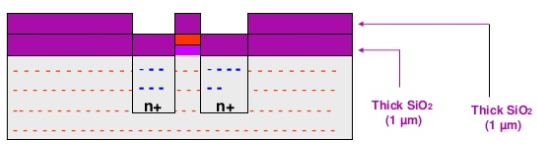 n+ n+
Thick SiO₂
(1 µm)
Thick SiO₂
(1 µm)